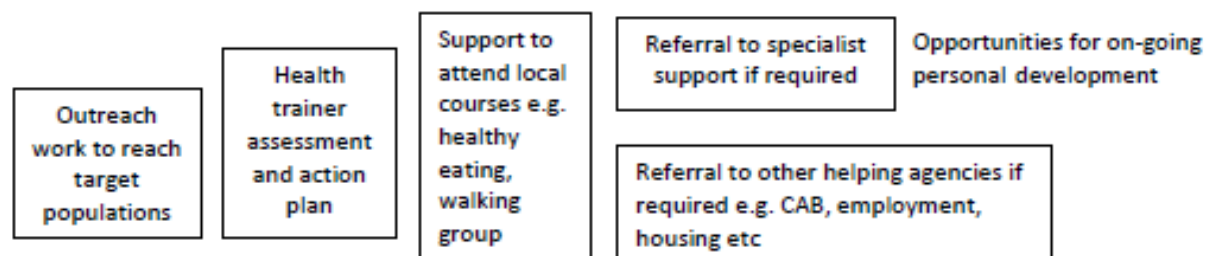 Outreach
work to reach
target
populations
Health
trainer
assessment
and action
plan
Support to
attend local
courses e.g.
healthy
eating,
walking
group
Referral to specialist
support if required
Opportunities for on-going
personal development
Referral to other helping agencies if
required e.g. CAB, employment,
housing etc